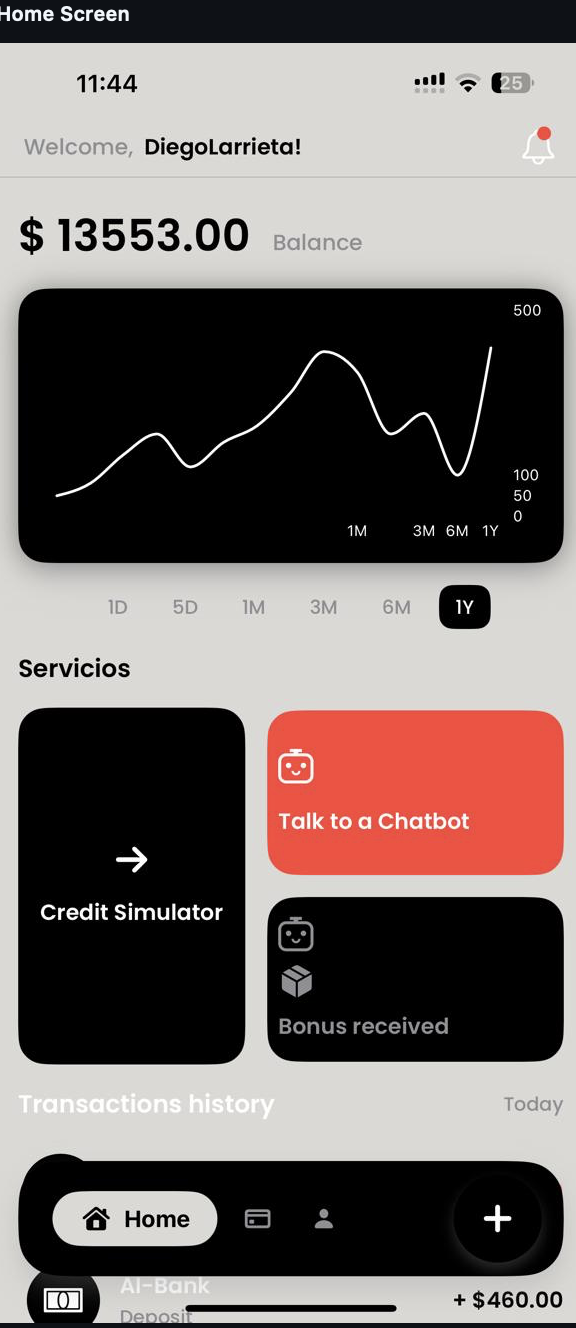 Home Screen
11:44
25
Welcome, DiegoLarrieta!
$ 13553.00 Balance
500
100
50
0
1M 3M 6M 1Y
1D 5D 1M 3M 6M 1Y
Servicios
Credit Simulator
Talk to a Chatbot
Bonus received
Transactions history Today
Home
Al-Bank
Deposit
+ $460.00